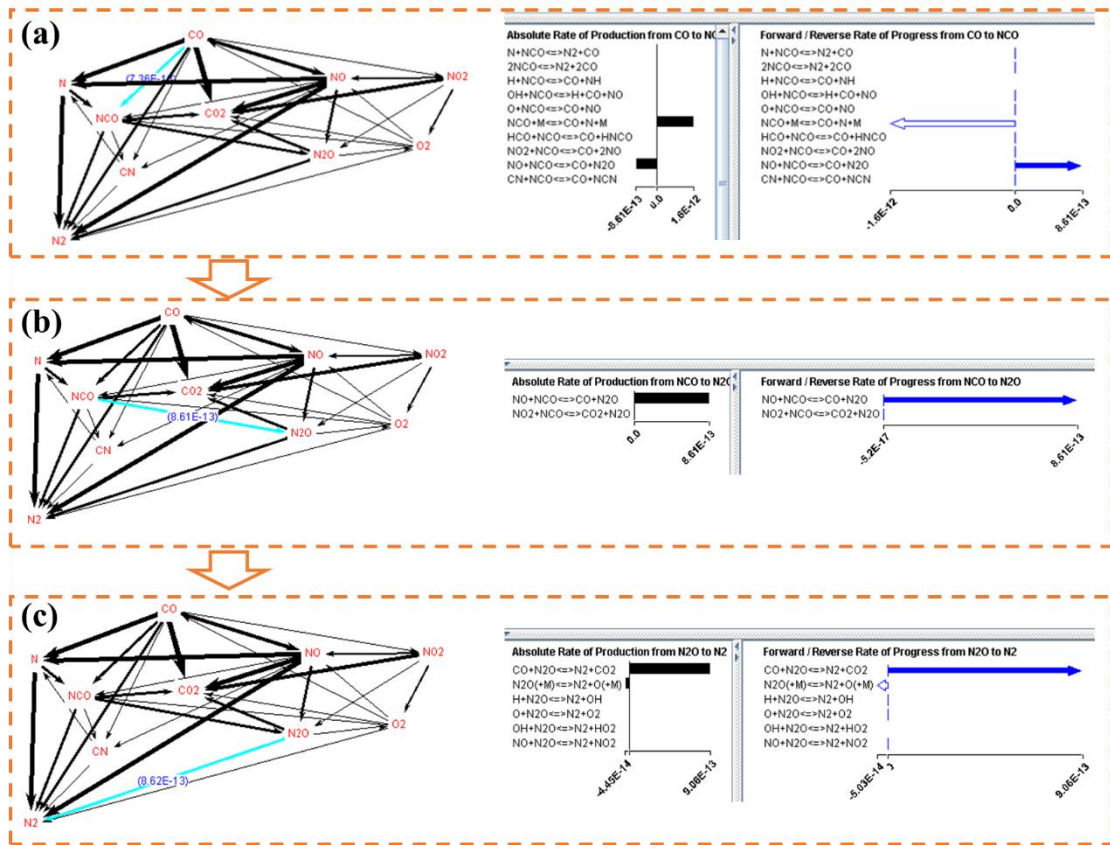 (a)
CO
N
(7.36E-13)
NO
NO2
NCO
CO2
N2O
O2
CN
N2
Absolute Rate of Production from CO to NC
N+NCO<=>N2+CO
2NCO<=>N2+2CO
H+NCO<=>CO+NH
OH+NCO<=>H+CO+NO
O+NCO<=>CO+NO
NCO+M<=>CO+N+M
HCO+NCO<=>CO+HNCO
NO2+NCO<=>CO+2NO
NO+NCO<=>CO+N2O
CN+NCO<=>CO+NCN
-8.61E-13
0.0
1.6E-12
Forward / Reverse Rate of Progress from CO to NCO
N+NCO<=>N2+CO
2NCO<=>N2+2CO
H+NCO<=>CO+NH
OH+NCO<=>H+CO+NO
O+NCO<=>CO+NO
NCO+M<=>CO+N+M
HCO+NCO<=>CO+HNCO
NO2+NCO<=>CO+2NO
NO+NCO<=>CO+N2O
CN+NCO<=>CO+NCN
-1.6E-12
0.0
8.61E-13
(b)
CO
N
NO
NO2
NCO
CO2
(8.61E-13)
N2O
O2
CN
N2
Absolute Rate of Production from NCO to N2O
NO+NCO<=>CO+N2O
NO2+NCO<=>CO2+N2O
0.0
8.61E-13
Forward / Reverse Rate of Progress from NCO to N2O
NO+NCO<=>CO+N2O
NO2+NCO<=>CO2+N2O
-5.2E-17
8.61E-13
(c)
CO
N
NO
NO2
NCO
CO2
N2O
O2
CN
(8.62E-13)
N2
Absolute Rate of Production from N2O to N2
CO+N2O<=>N2+CO2
N2O(+M)<=>N2+O(+M)
H+N2O<=>N2+OH
O+N2O<=>N2+O2
OH+N2O<=>N2+HO2
NO+N2O<=>N2+NO2
-4.45E-14
9.06E-13
Forward / Reverse Rate of Progress from N2O to N2
CO+N2O<=>N2+CO2
N2O(+M)<=>N2+O(+M)
H+N2O<=>N2+OH
O+N2O<=>N2+O2
OH+N2O<=>N2+HO2
NO+N2O<=>N2+NO2
-5.03E-14
9.06E-13